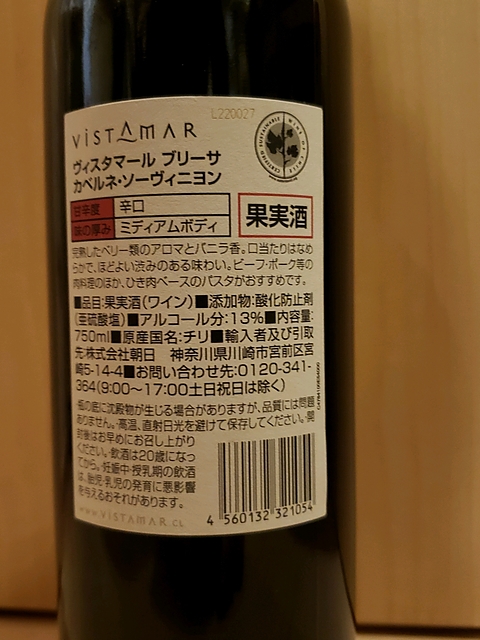 L220027
VISTAMAR
ヴィスタマール ブリーサ
カベルネ・ソーヴィニヨン
甘辛度 辛口
味の厚み ミディアムボディ
果実酒
完熟したベリー類のアロマとバニラ香。口当たりはなめ
らかで、ほどよい渋みのある味わい。ビーフ・ポーク等の
肉料理のほか、ひき肉ベースのパスタがおすすめです。
■品目:果実酒(ワイン)■添加物:酸化防止剤
(亜硫酸塩)■アルコール分:13%■内容量:
750ml■原産国名:チリ■輸入者及び引取
先:株式会社朝日 神奈川県川崎市宮前区宮
崎5-14-4■お問い合わせ先:0120-341-
364(9:00~17:00土日祝日は除く)
瓶の底に沈殿物が生じる場合がありますが、品質には問題
ありません。高温、直射日光を避けて保存してください。開
封後はお早めにお召し上がり
ください。飲酒は20歳になっ
てから。妊娠中・授乳期の飲酒
は、胎児・乳児の発育に悪影響
を与えるおそれがあります。
www.VISTAMAR.CL
4 560132 321054